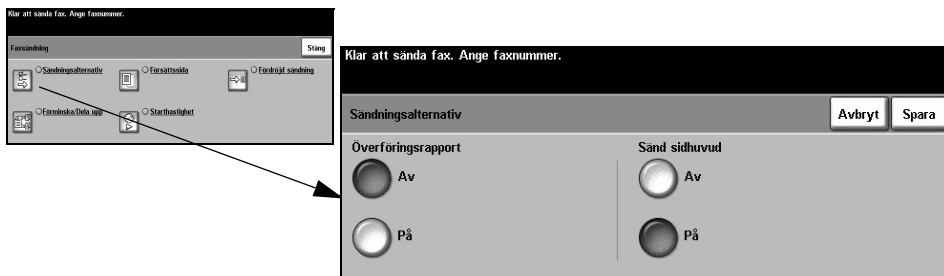 Klar att sända fax. Ange faxnummer.
Faxsändning
Stäng
Sändningsalternativ
Försättssida
Fördröjd sändning
Förminska/Dela upp
Starthastighet
Klar att sända fax. Ange faxnummer.
Sändningsalternativ
Avbryt
Spara
Överföringsrapport
Sänd sidhuvud
Av
Av
På
På